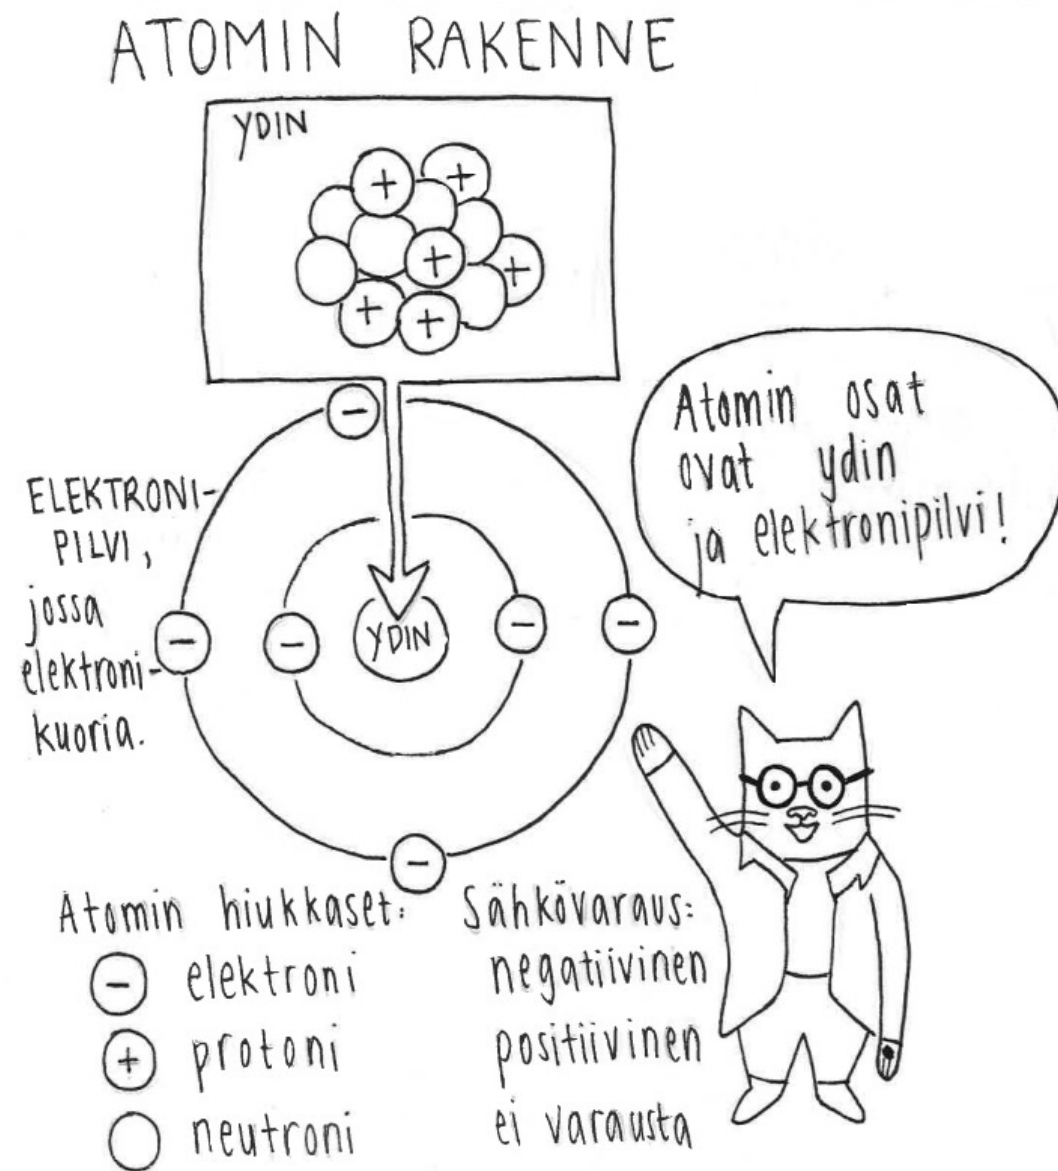 ATOMIN RAKENNE
YDIN
+
+
+
+
+
+
-
ELEKTRONI-
PILVI,
jossa
elektroni-
kuoria.
-
-
YDIN
-
-
-
Atomin osat
ovat ydin
ja elektronipilvi!
Atomin hiukkaset: Sähkövaraus:
- elektroni negatiivinen
+ protoni positiivinen
neutroni ei varausta